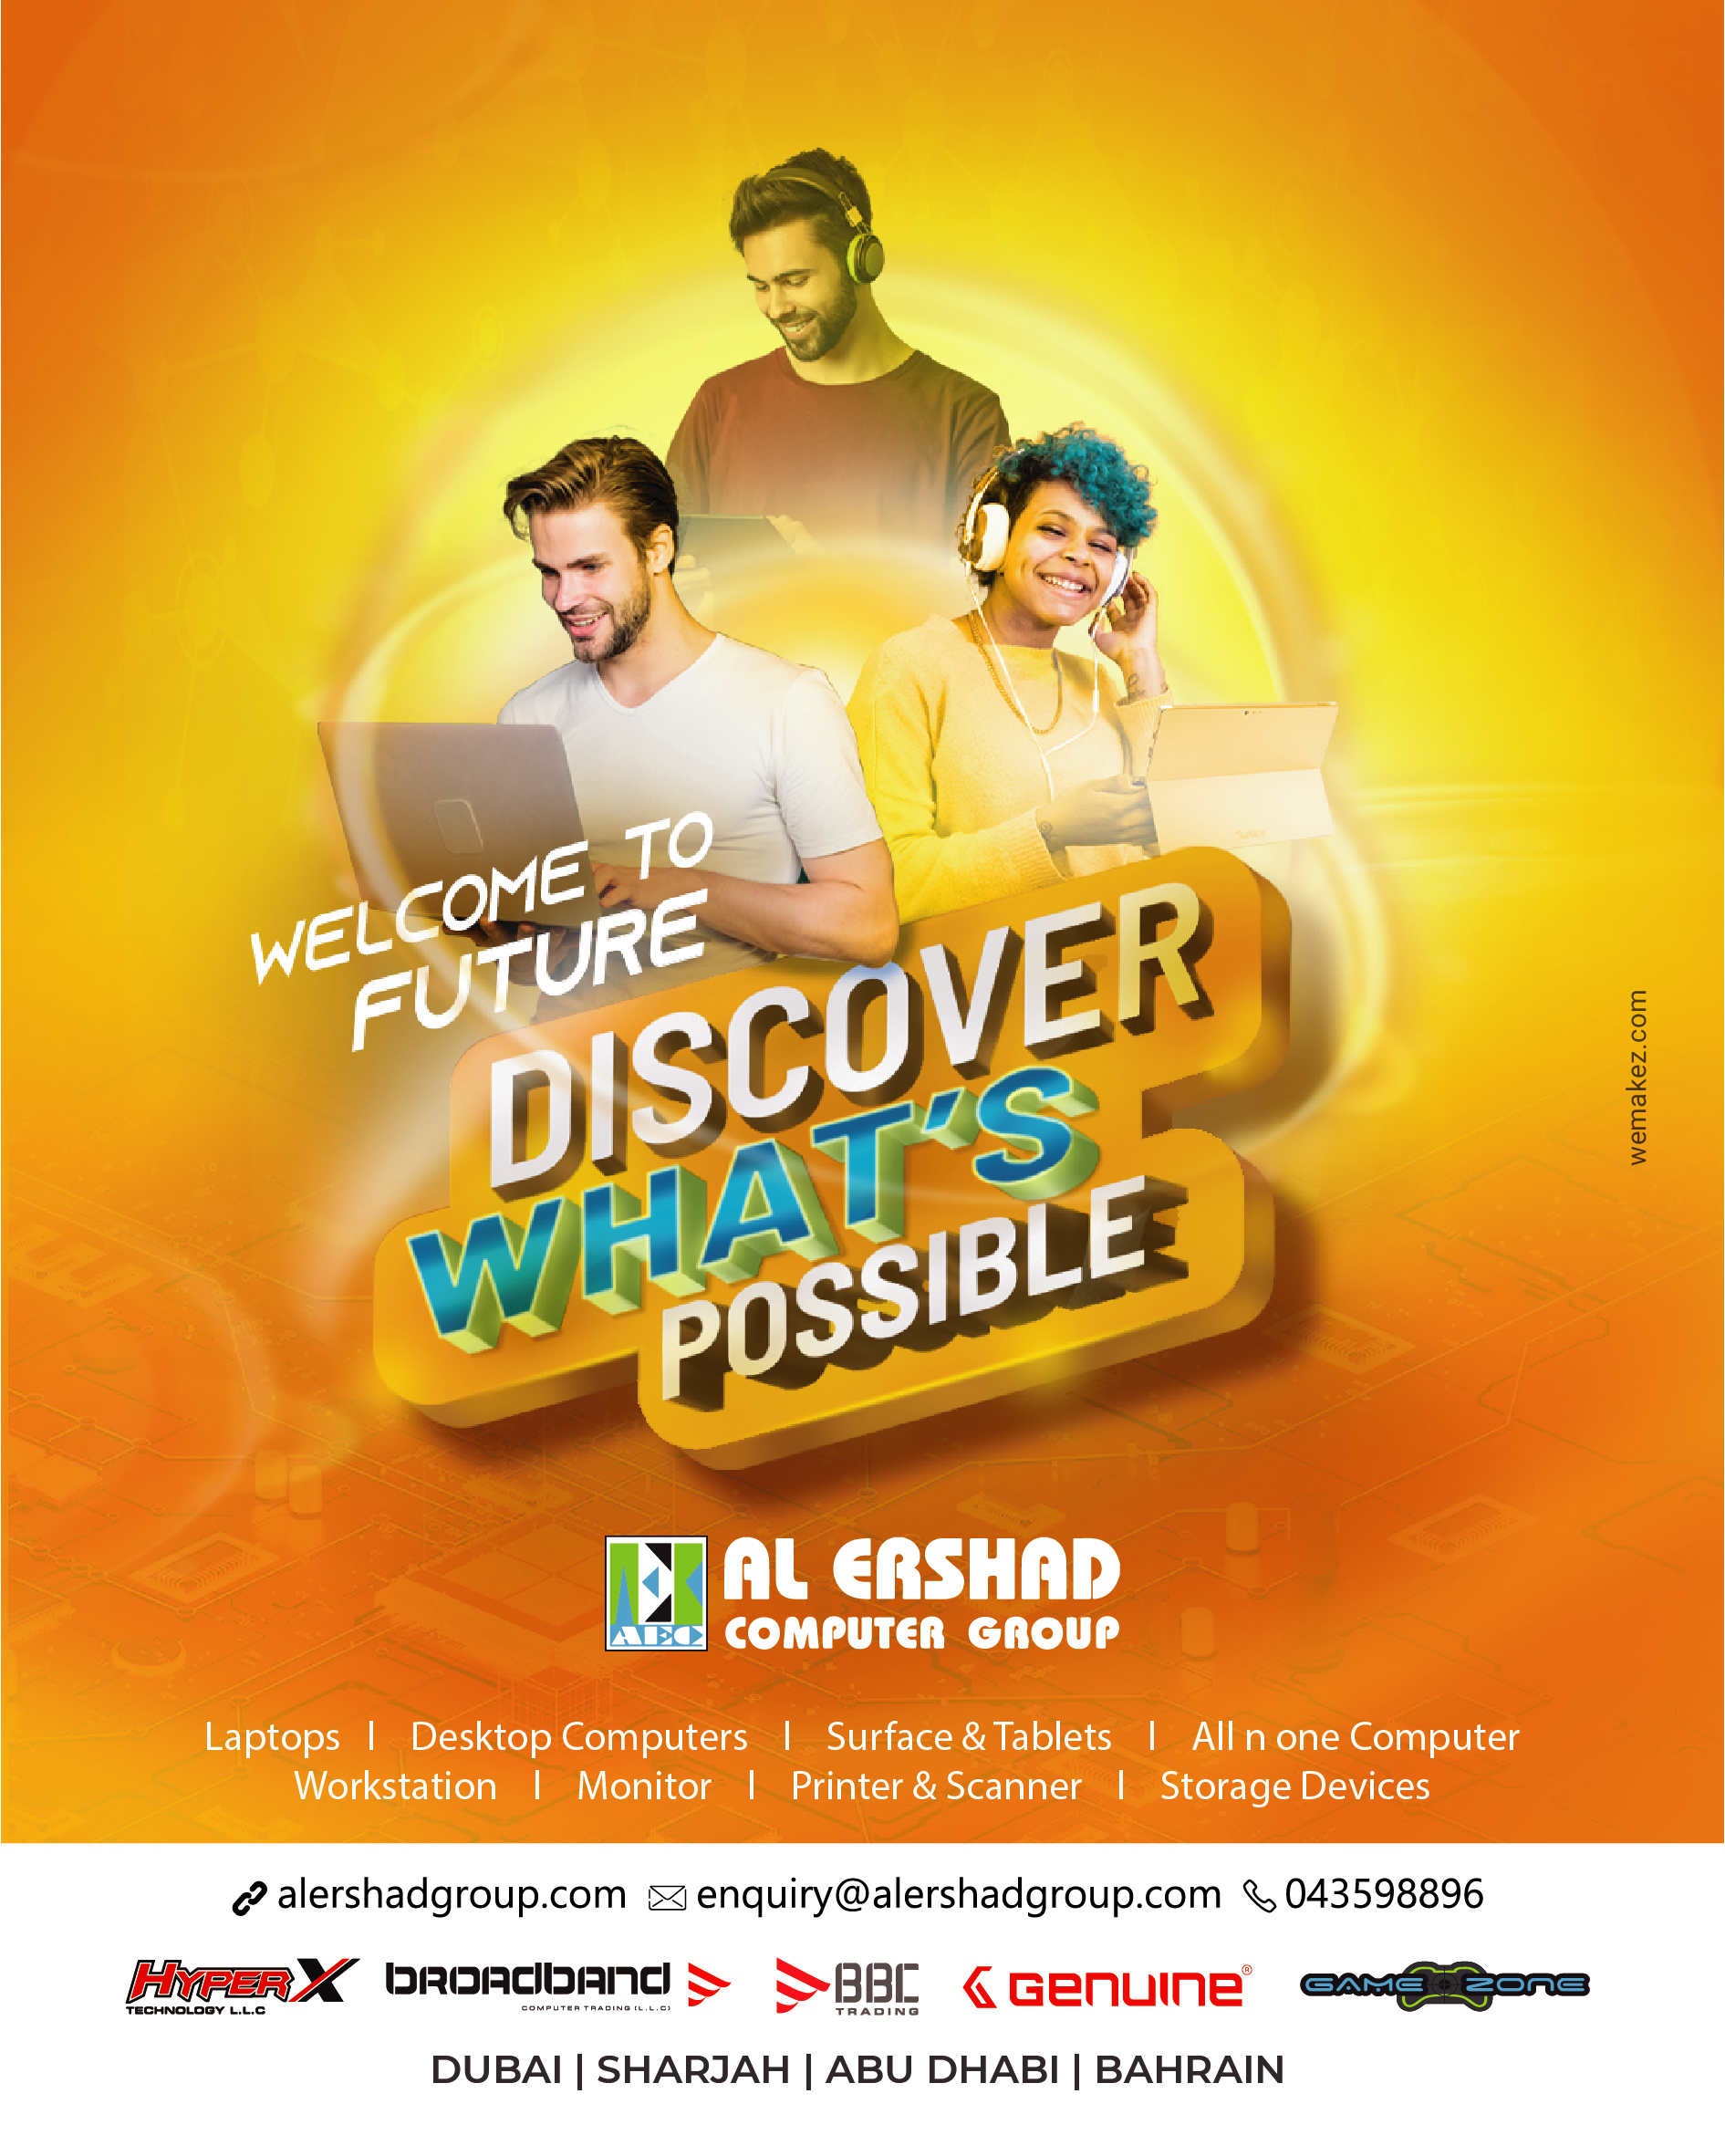 WELCOME TO
FUTURE
DISCOVER
WHAT'S
POSSIBLE
wemakez.com
AEC
AL ERSHAD
COMPUTER GROUP
Laptops | Desktop Computers | Surface & Tablets | All n one Computer
Workstation | Monitor | Printer & Scanner | Storage Devices
alershadgroup.com enquiry@alershadgroup.com 043598896
HYPERX
TECHNOLOGY L.L.C
broadband
COMPUTER TRADING (L.L.C)
BBC
TRADING
GENUINE®
GAME ZONE
DUBAI | SHARJAH | ABU DHABI | BAHRAIN